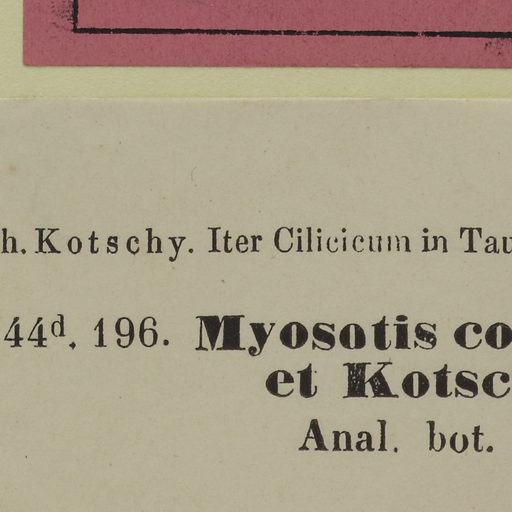 h. Kotschy. Iter Cilicicum in Tau
44d. 196. Myosotis co
et Kotsc
Anal. bot.